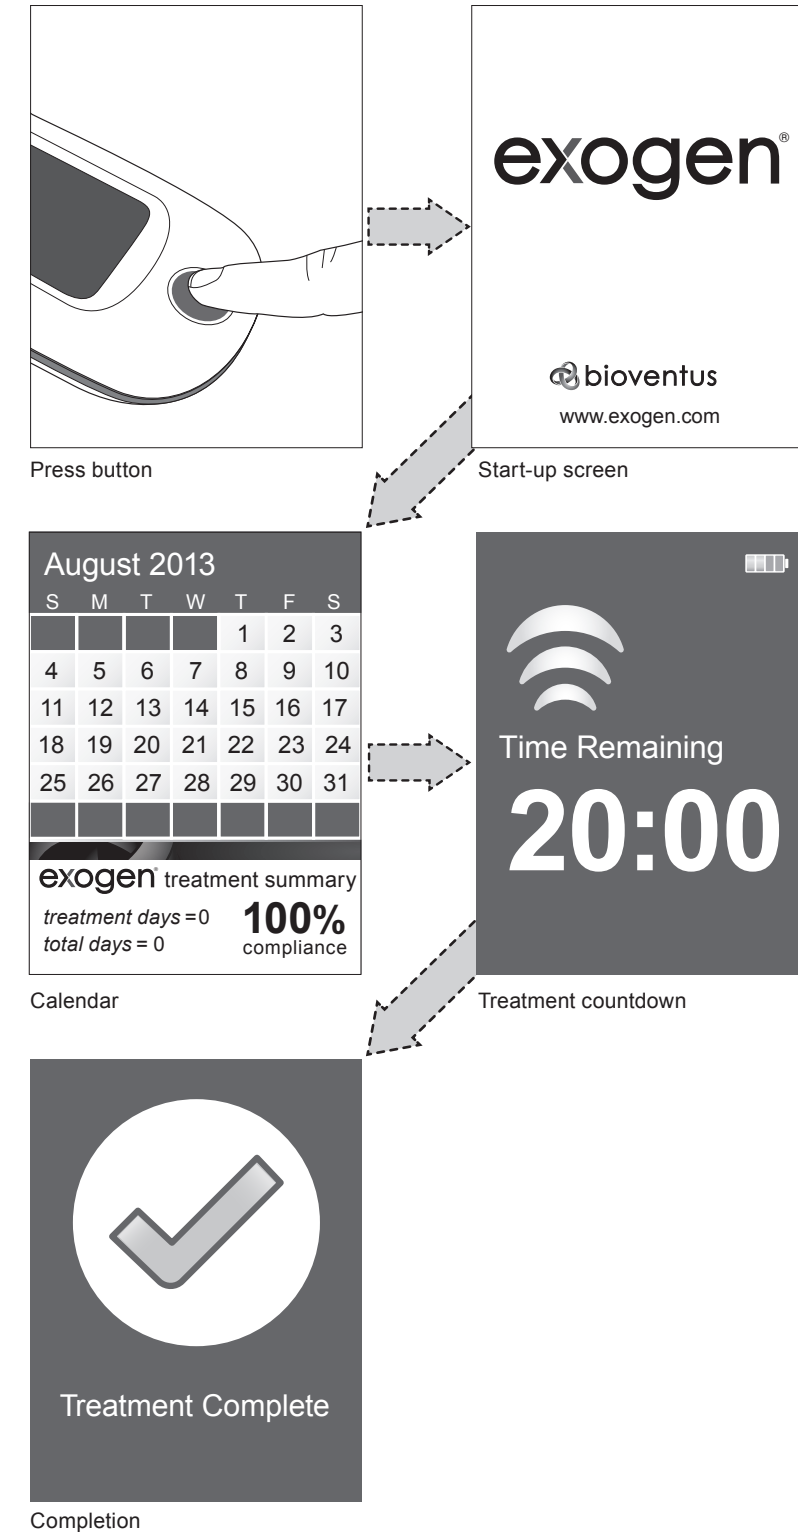 Press button
exogen®
bioventus
www.exogen.com
Start-up screen
August 2013
S M T W T F S
1 2 3
4 5 6 7 8 9 10
11 12 13 14 15 16 17
18 19 20 21 22 23 24
25 26 27 28 29 30 31
exogen® treatment summary
treatment days = 0
total days = 0
100%
compliance
Calendar
Time Remaining
20:00
Treatment countdown
Treatment Complete
Completion